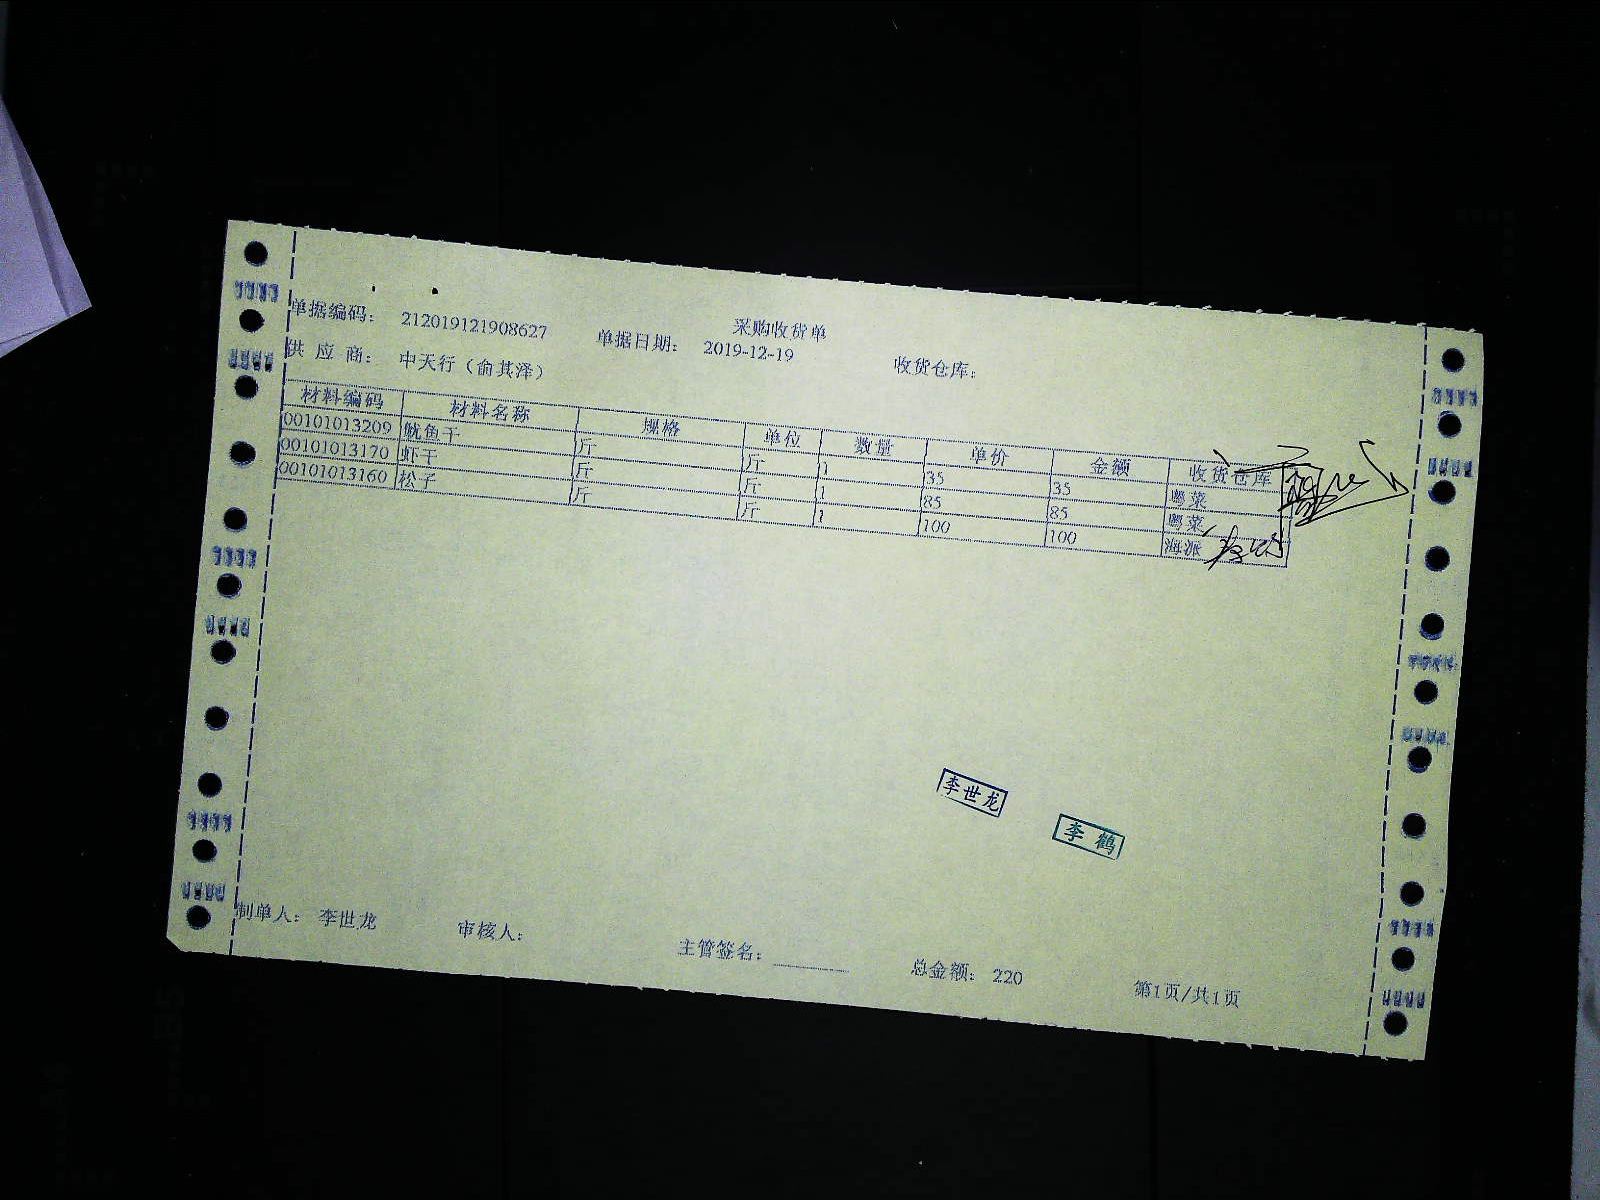 采购收货单
单据编码： 212019121908627 单据日期： 2019-12-19 收货仓库：
供 应 商： 中天行（俞其泽）
材料编码 材料名称 规格 单位 数量 单价 金额 收货仓库
00101013209 鱿鱼干 斤 斤 1 35 35 粤菜
00101013170 虾干 斤 斤 1 85 85 粤菜
00101013160 松子 斤 斤 1 100 100 海派
李世龙
李鹤
制单人： 李世龙 审核人： 主管签名： 总金额： 220 第1页/共1页